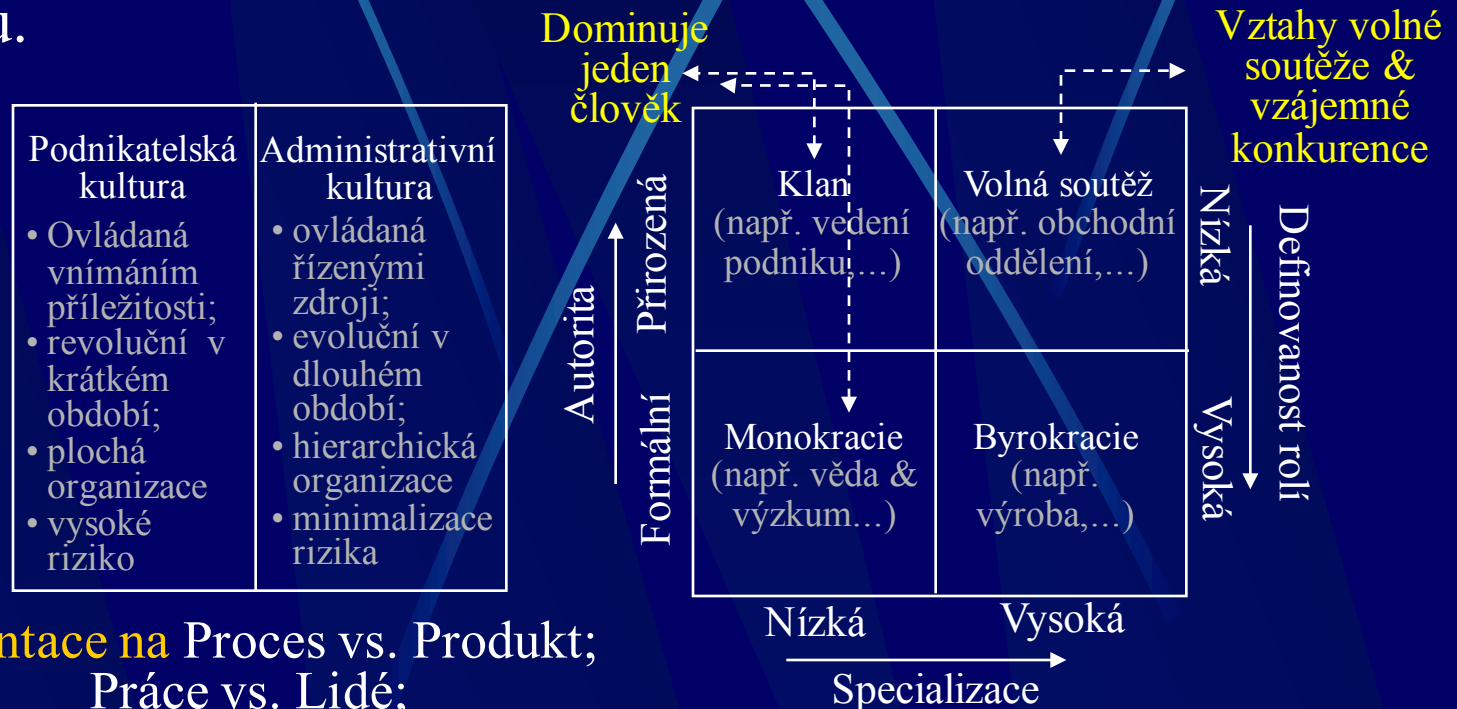 u.
Podnikatelská
kultura
• Ovládaná
vnímáním
příležitosti;
• revoluční v
krátkém
období;
• plochá
organizace
• vysoké
riziko
Administrativní
kultura
• ovládaná
řízenými
zdroji;
• evoluční v
dlouhém
období;
• hierarchická
organizace
• minimalizace
rizika
Dominuje
jeden
člověk
Vztahy volné
soutěže &
vzájemné
konkurence
Autorita
Přirozená
Formální
Klan
(např. vedení
podniku,...)
Volná soutěž
(např. obchodní
oddělení,...)
Monokracie
(např. věda &
výzkum...)
Byrokracie
(např.
výroba,...)
Nízká
Vysoká
Definovanost rolí
Nízká
Vysoká
Specializace
ntace na Proces vs. Produkt;
Práce vs. Lidé;